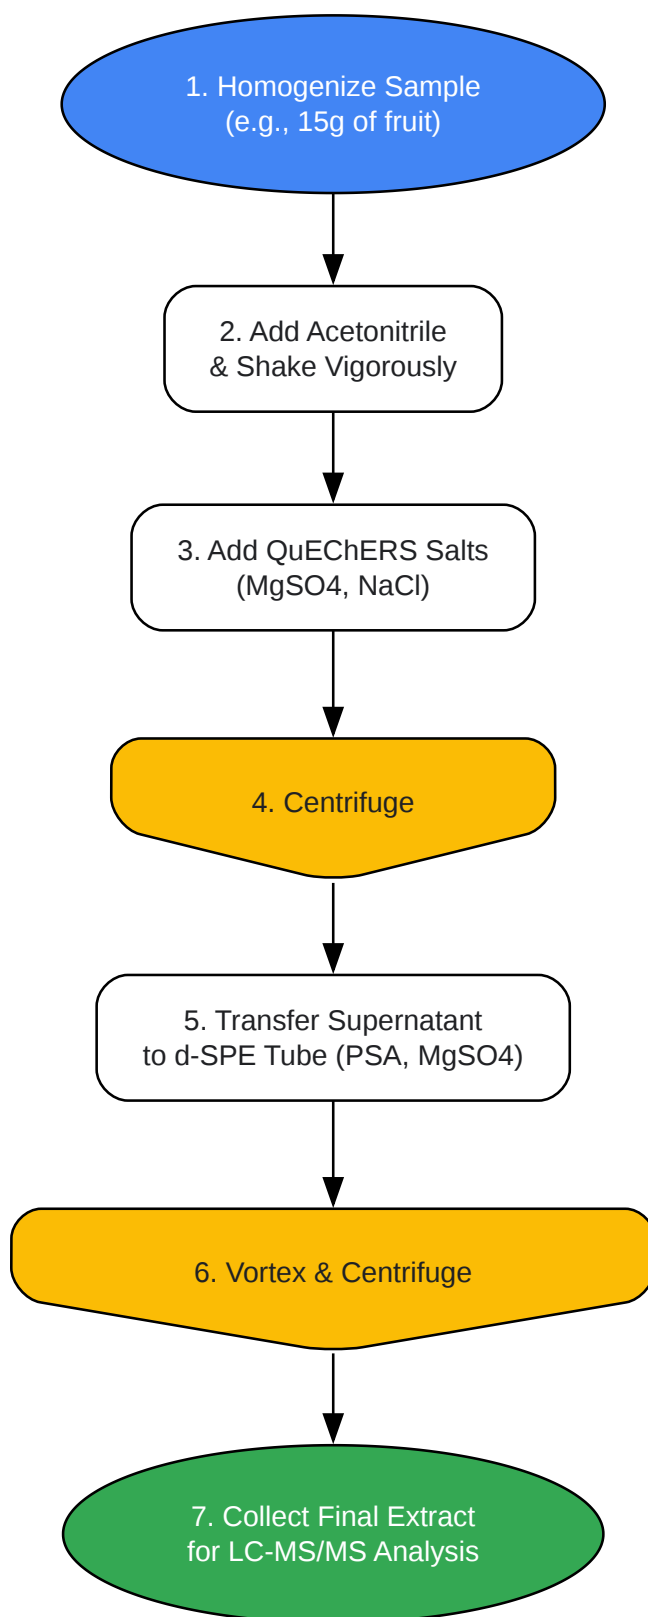 1. Homogenize Sample
(e.g., 15g of fruit)
2. Add Acetonitrile
& Shake Vigorously
3. Add QuEChERS Salts
(MgSO4, NaCl)
4. Centrifuge
5. Transfer Supernatant
to d-SPE Tube (PSA, MgSO4)
6. Vortex & Centrifuge
7. Collect Final Extract
for LC-MS/MS Analysis